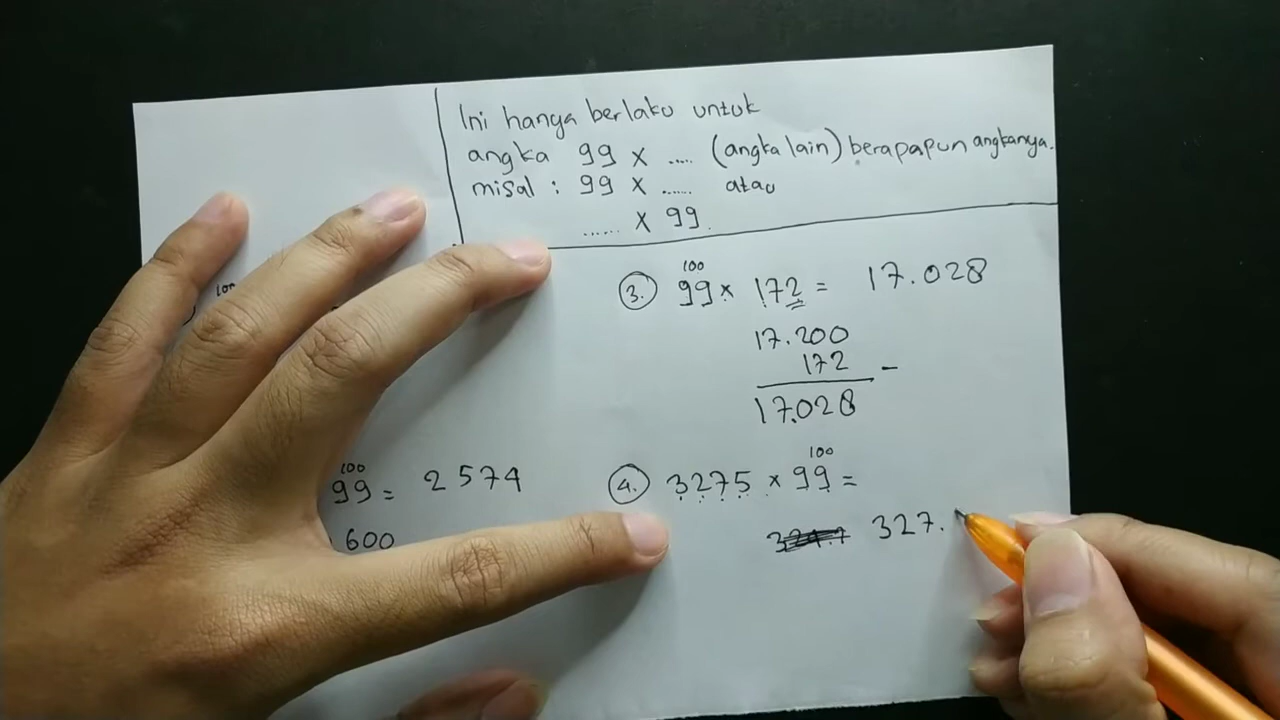 Ini hanya berlaku untuk
angka 99 x ..... (angka lain) berapapun angkanya.
misal : 99 x ...... atau
...... x 99.
100
3. 99 x 172 = 17.028
17.200
172 -
17.028
100
99 = 2574
600
100
4. 3275 x 99 =
327.